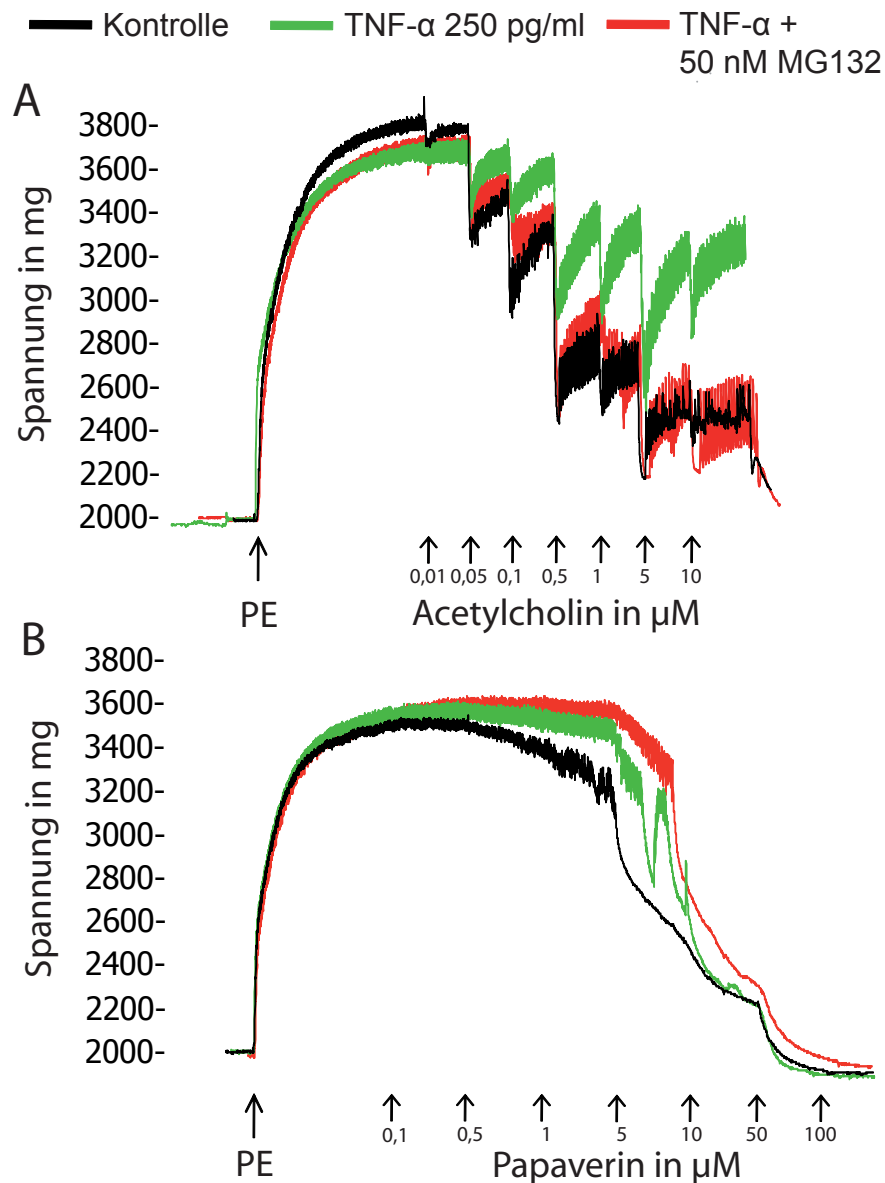 Kontrolle
TNF-α 250 pg/ml
TNF-α +
50 nM MG132
A
Spannung in mg
3800-
3600-
3400-
3200-
3000-
2800-
2600-
2400-
2200-
2000-
0,01 0,05 0,1 0,5 1 5 10
PE
Acetylcholin in µM
B
Spannung in mg
3800-
3600-
3400-
3200-
3000-
2800-
2600-
2400-
2200-
2000-
0,1 0,5 1 5 10 50 100
PE
Papaverin in µM